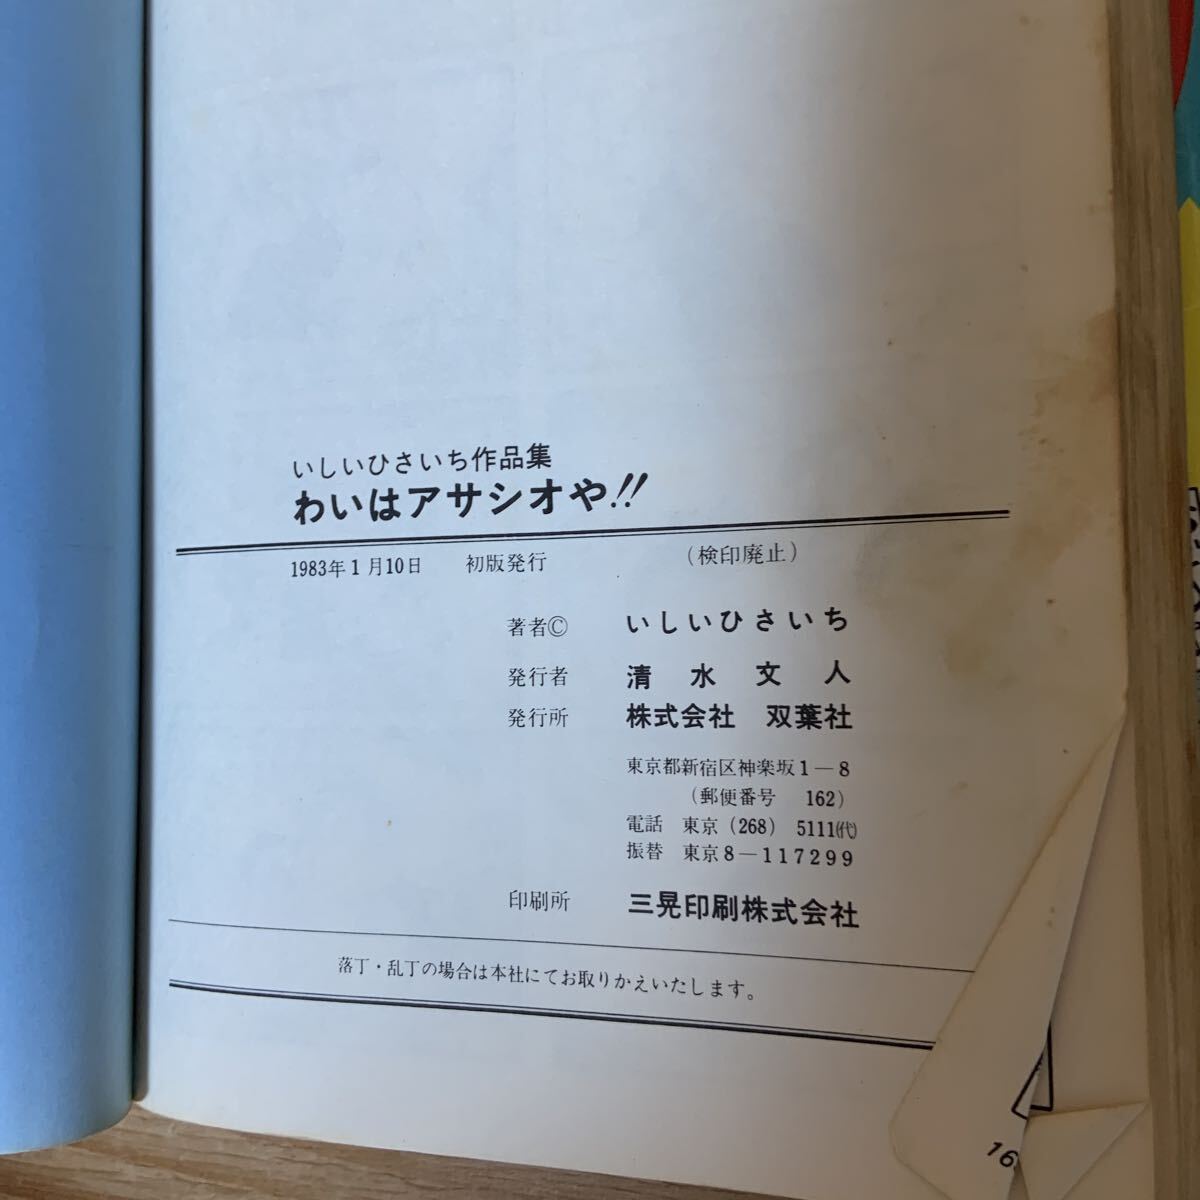 いしいひさいち作品集
わいはアサシオや!!
1983年1月10日 初版発行 (検印廃止)
著者© いしいひさいち
発行者 清水文人
発行所 株式会社 双葉社
東京都新宿区神楽坂1―8
(郵便番号 162)
電話 東京(268) 5111(代)
振替 東京8―117299
印刷所 三晃印刷株式会社
落丁・乱丁の場合は本社にてお取りかえいたします。
16